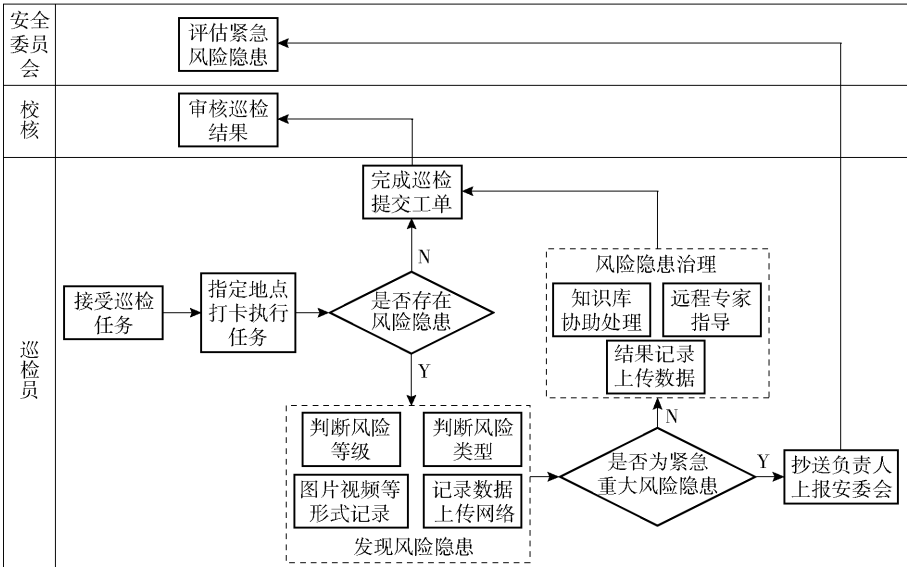 安全
委员
会
评估紧急
风险隐患
校
核
审核巡检
结果
巡
检
员
完成巡检
提交工单
N
接受巡检
任务
指定地点
打卡执行
任务
是否存在
风险隐患
Y
风险隐患治理
知识库
协助处理
远程专家
指导
结果记录
上传数据
N
判断风险
等级
判断风险
类型
图片视频等
形式记录
记录数据
上传网络
发现风险隐患
是否为紧急
重大风险隐患
Y
抄送负责人
上报安委会